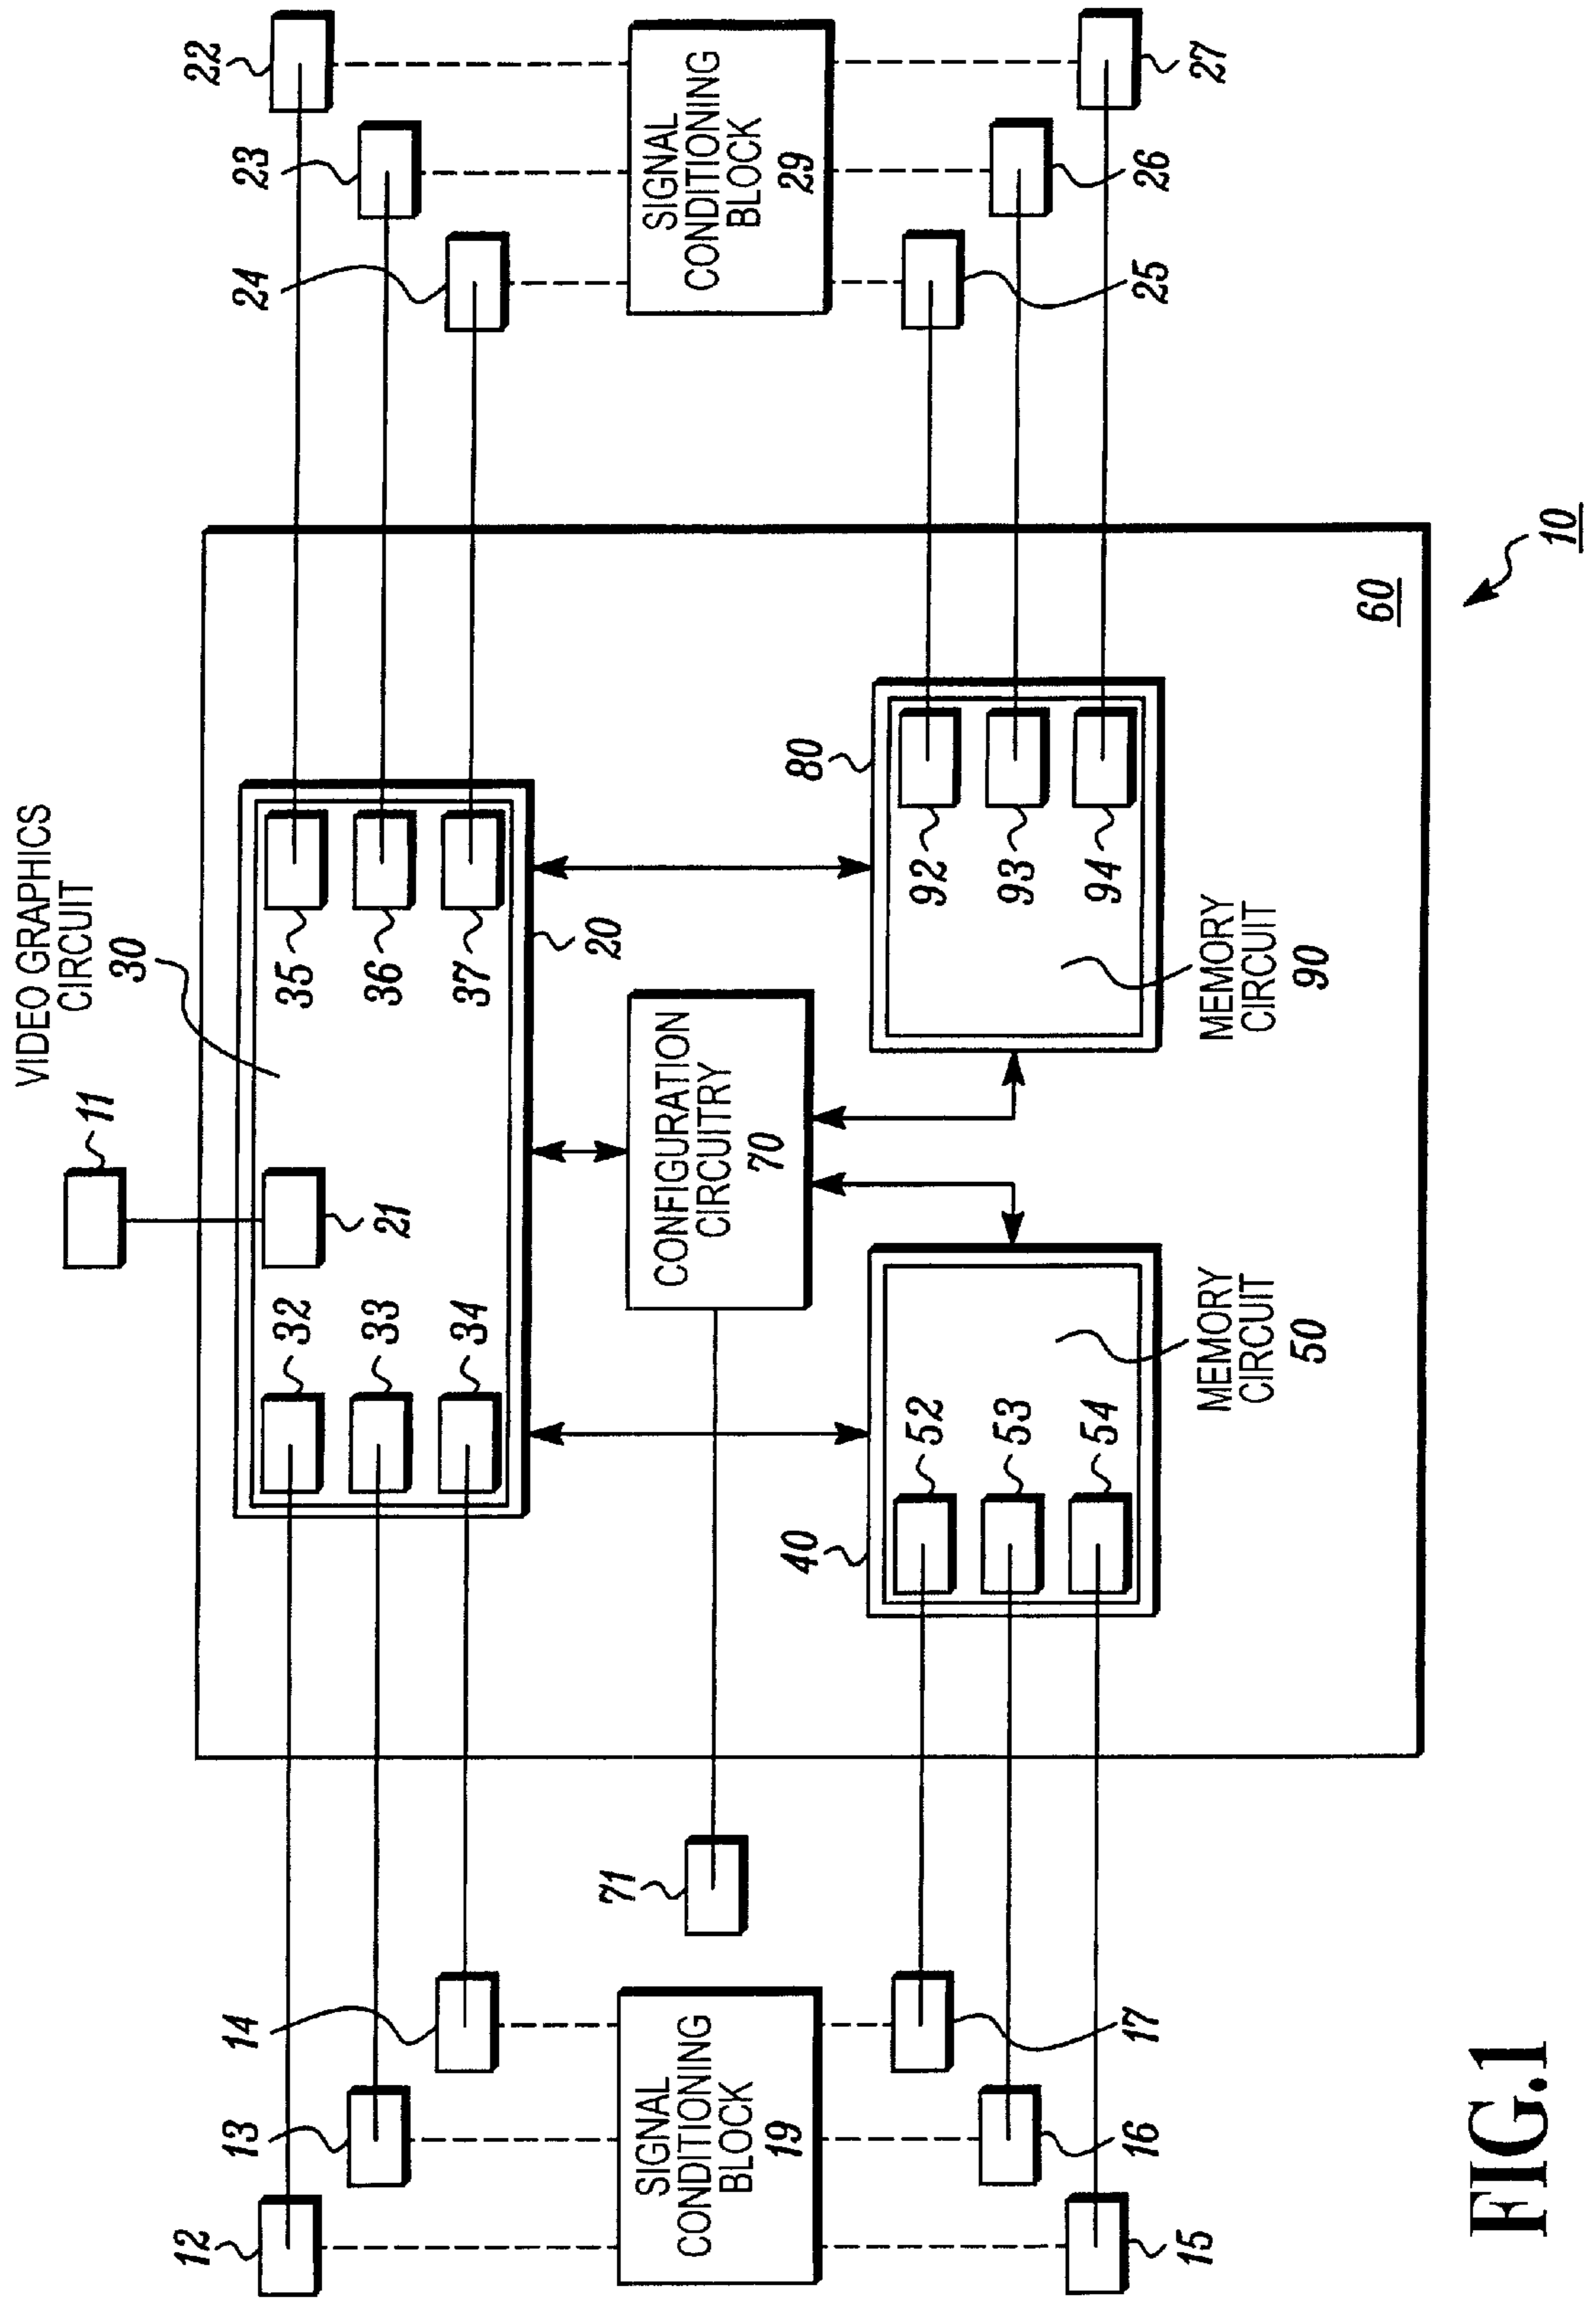 VIDEO GRAPHICS
CIRCUIT
30
11
12
13
14
32
33
34
21
35
36
37
20
22
23
24
SIGNAL
CONDITIONING
BLOCK
19
71
CONFIGURATION
CIRCUITRY
70
SIGNAL
CONDITIONING
BLOCK
29
40
52
53
54
80
92
93
94
17
16
15
MEMORY
CIRCUIT
50
MEMORY
CIRCUIT
90
25
26
27
60
10
FIG.1